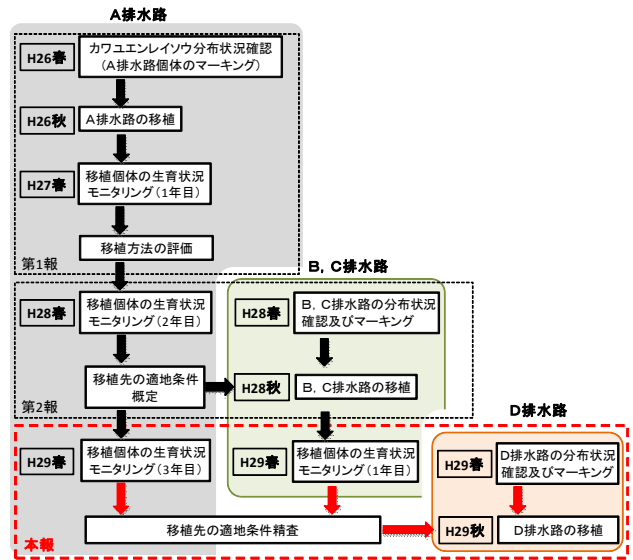 A排水路
H26春
カワユエンレイソウ分布状況確認
(A排水路個体のマーキング)
H26秋
A排水路の移植
H27春
移植個体の生育状況
モニタリング(1年目)
移植方法の評価
第1報
B，C排水路
H28春
移植個体の生育状況
モニタリング(2年目)
H28春
B，C排水路の分布状況
確認及びマーキング
移植先の適地条件
概定
H28秋
B，C排水路の移植
第2報
D排水路
H29春
移植個体の生育状況
モニタリング(3年目)
H29春
移植個体の生育状況
モニタリング(1年目)
H29春
D排水路の分布状況
確認及びマーキング
移植先の適地条件精査
H29秋
D排水路の移植
本報